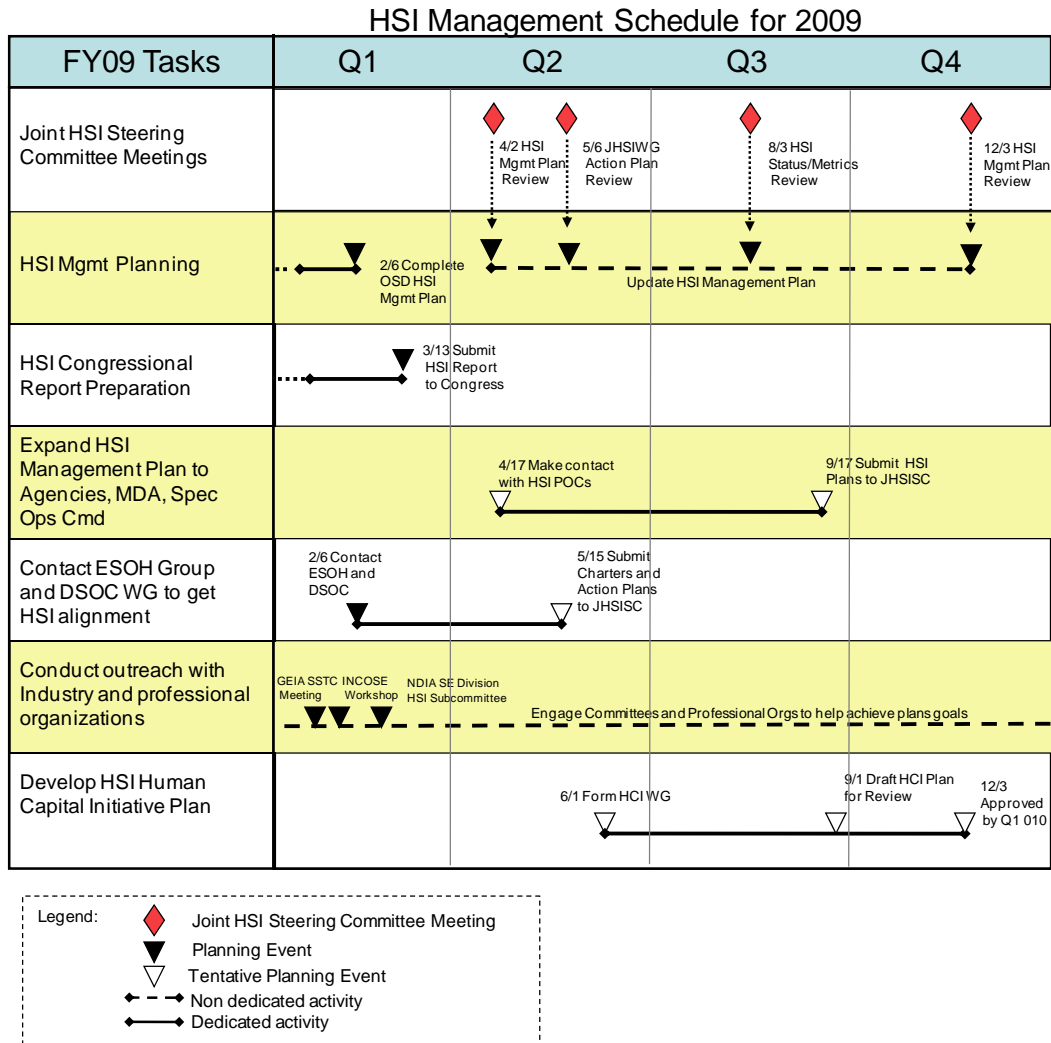 HSI Management Schedule for 2009
FY09 Tasks
Q1
Q2
Q3
Q4
Joint HSI Steering
Committee Meetings
4/2 HSI
Mgmt Plan
Review
5/6 JHSIWG
Action Plan
Review
8/3 HSI
Status/Metrics
Review
12/3 HSI
Mgmt Plan
Review
HSI Mgmt Planning
2/6 Complete
OSD HSI
Mgmt Plan
Update HSI Management Plan
HSI Congressional
Report Preparation
3/13 Submit
HSI Report
to Congress
Expand HSI
Management Plan to
Agencies, MDA, Spec
Ops Cmd
4/17 Make contact
with HSI POCs
9/17 Submit HSI
Plans to JHSISC
Contact ESOH Group
and DSOC WG to get
HSI alignment
2/6 Contact
ESOH and
DSOC
5/15 Submit
Charters and
Action Plans
to JHSISC
Conduct outreach with
Industry and professional
organizations
GEIA SSTC
Meeting
INCOSE
Workshop
NDIA SE Division
HSI Subcommittee
Engage Committees and Professional Orgs to help achieve plans goals
Develop HSI Human
Capital Initiative Plan
6/1 Form HCI WG
9/1 Draft HCI Plan
for Review
12/3
Approved
by Q1 010
Legend:
Joint HSI Steering Committee Meeting
Planning Event
Tentative Planning Event
Non dedicated activity
Dedicated activity